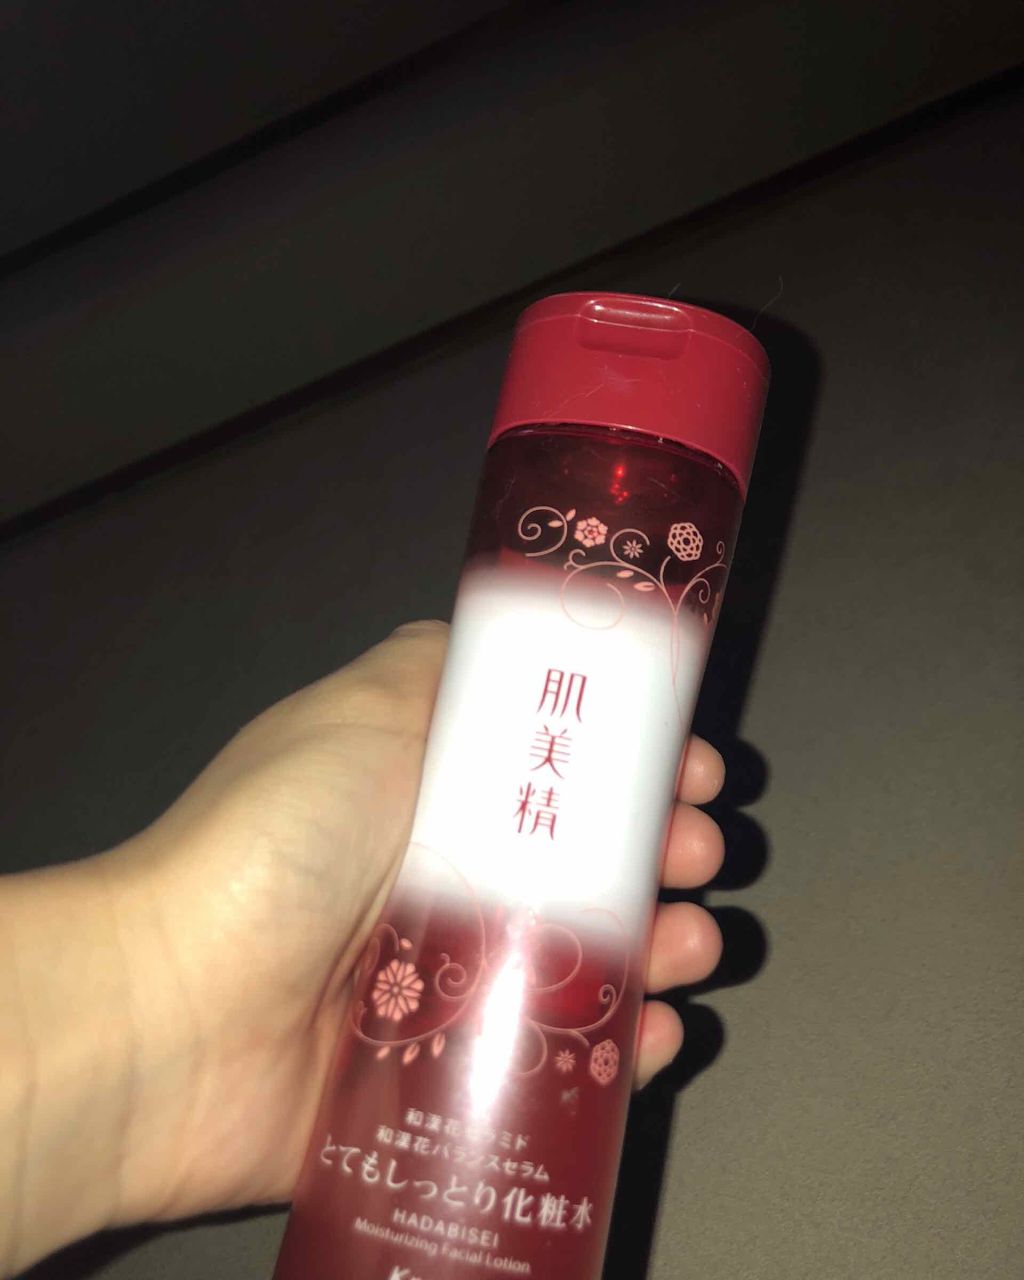 肌美精
和漢花セラミド
和漢花バランスセラム
とてもしっとり化粧水
HADABISEI
Moisturizing Facial Lotion